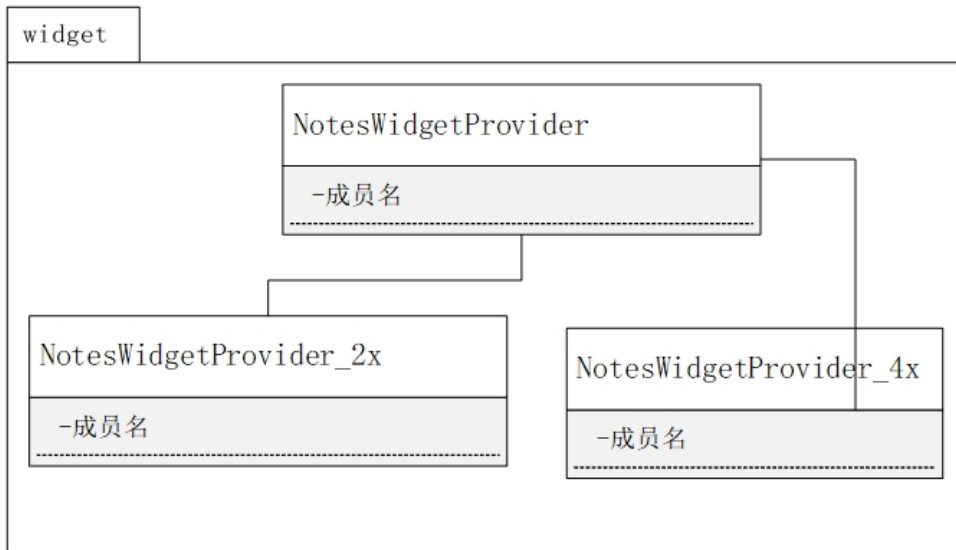 widget
NotesWidgetProvider
-成员名
NotesWidgetProvider_2x
-成员名
NotesWidgetProvider_4x
-成员名